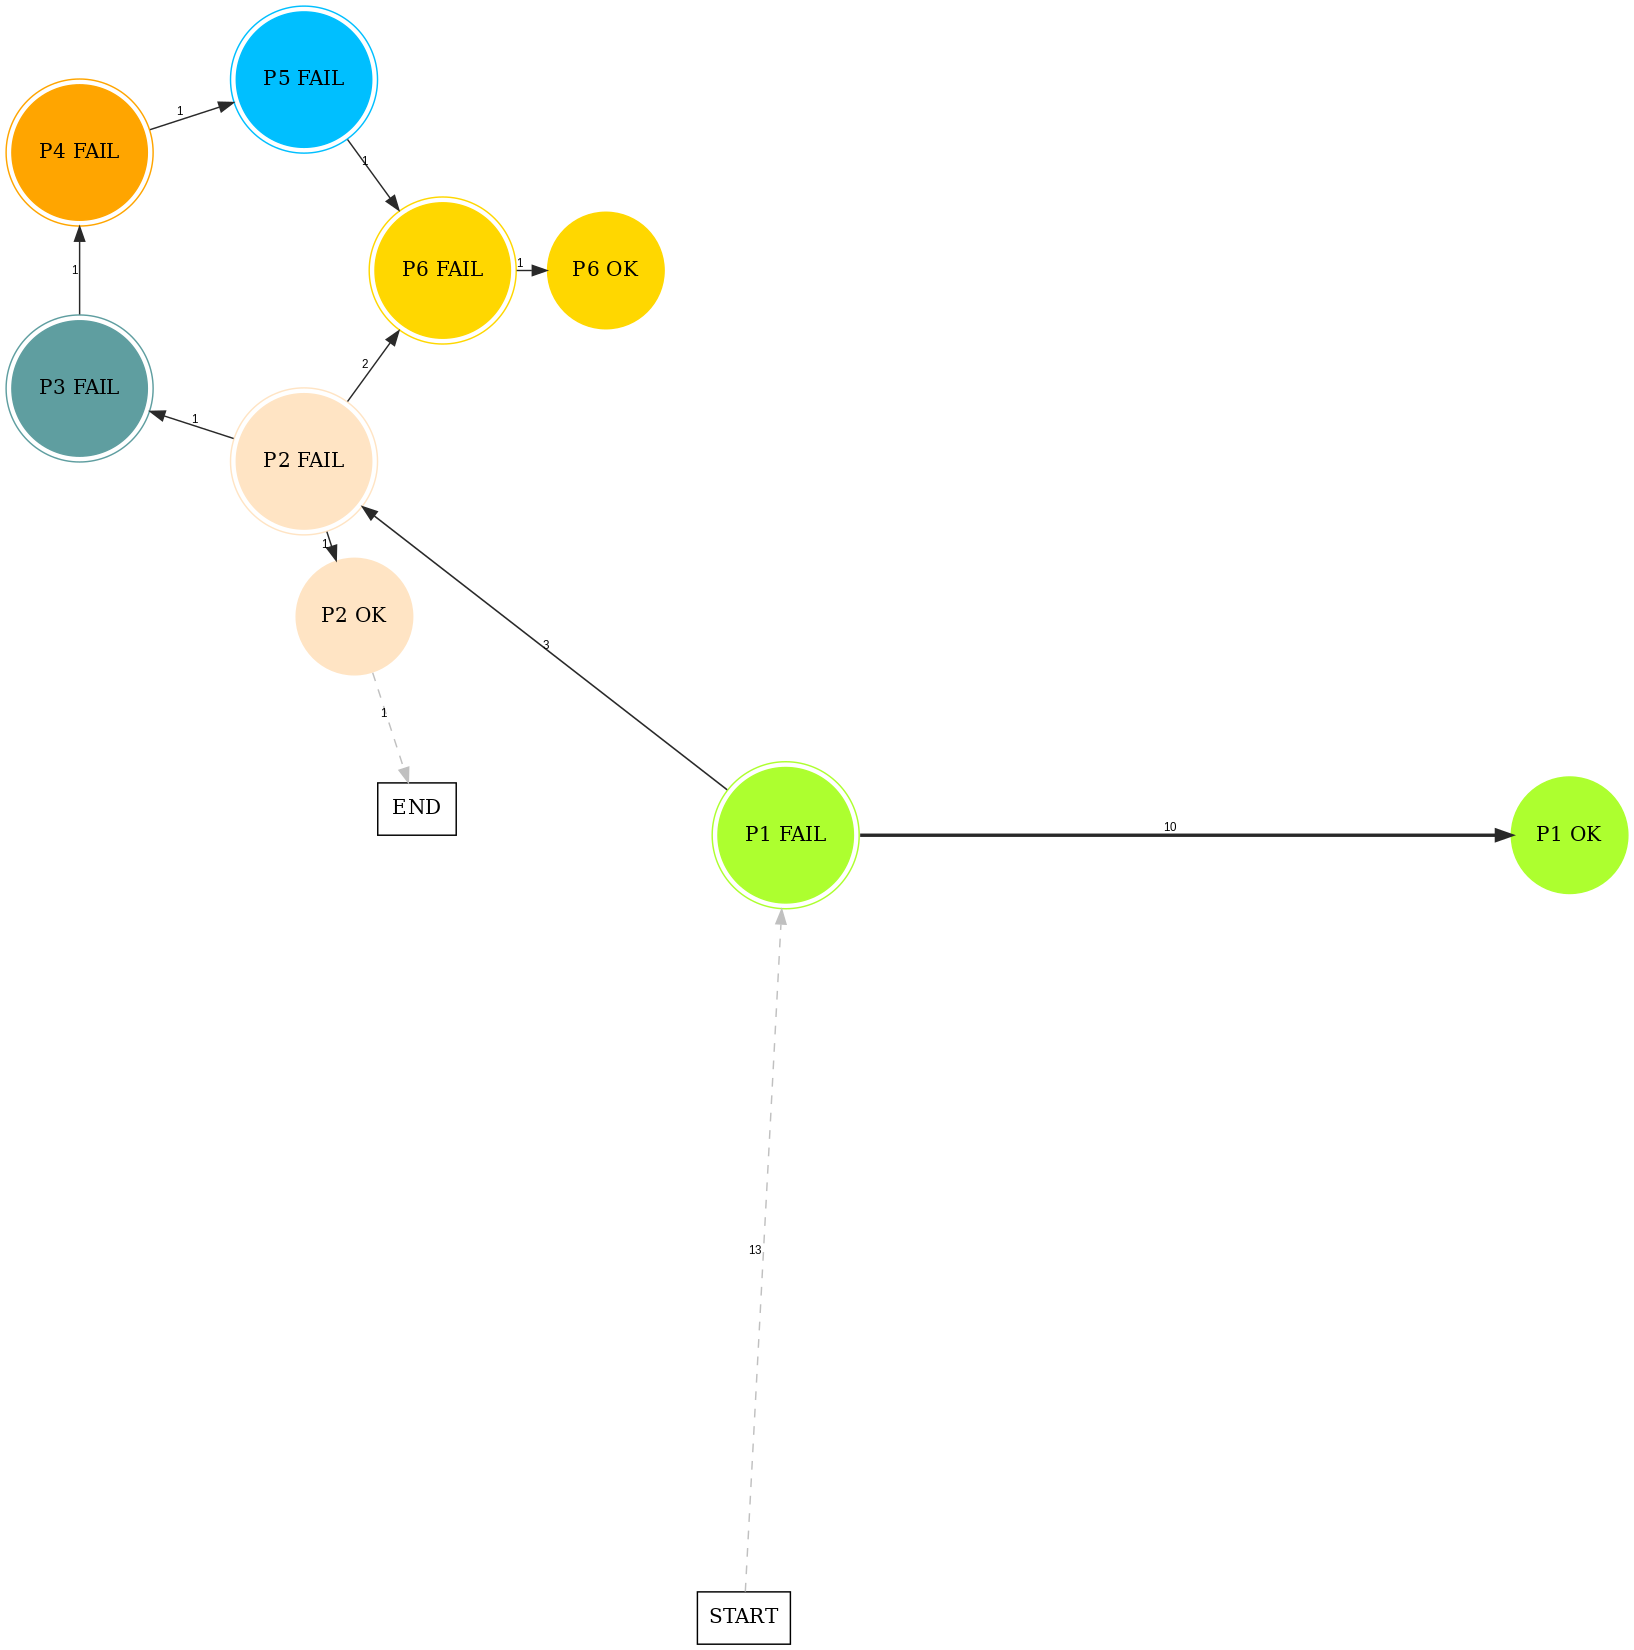 P5 FAIL
1
P4 FAIL
1
P6 FAIL
1
P6 OK
1
2
P3 FAIL
1
P2 FAIL
1
P2 OK
3
1
END
P1 FAIL
10
P1 OK
13
START